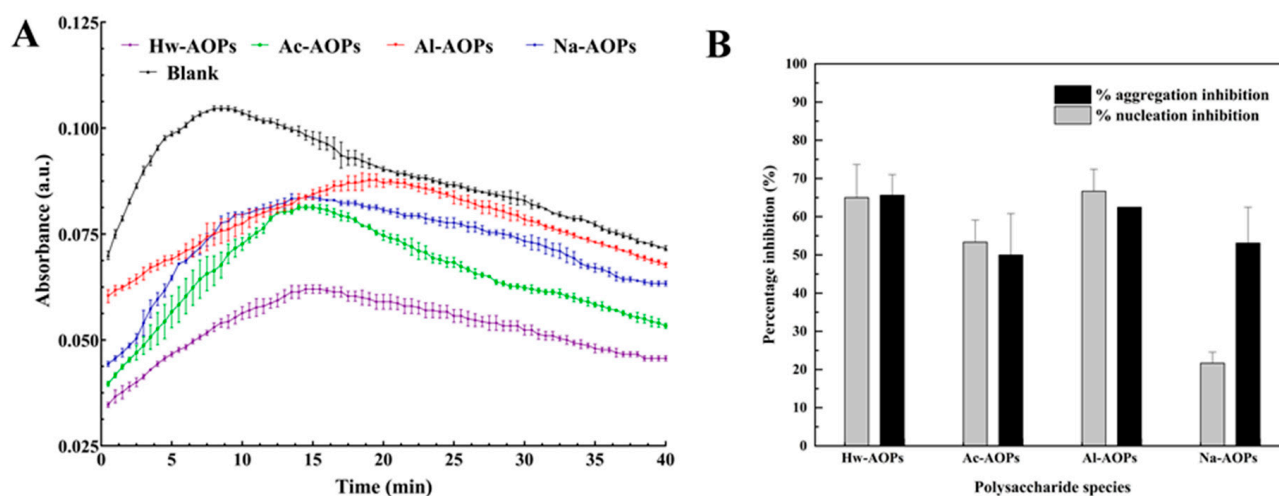 A
Hw-AOPs Ac-AOPs Al-AOPs Na-AOPs
Blank
0.125
0.100
0.075
0.050
0.025
Absorbance (a.u.)
0 5 10 15 20 25 30 35 40
Time (min)
B
% aggregation inhibition
% nucleation inhibition
100
90
80
70
60
50
40
30
20
10
0
Percentage inhibition (%)
Hw-AOPs Ac-AOPs Al-AOPs Na-AOPs
Polysaccharide species